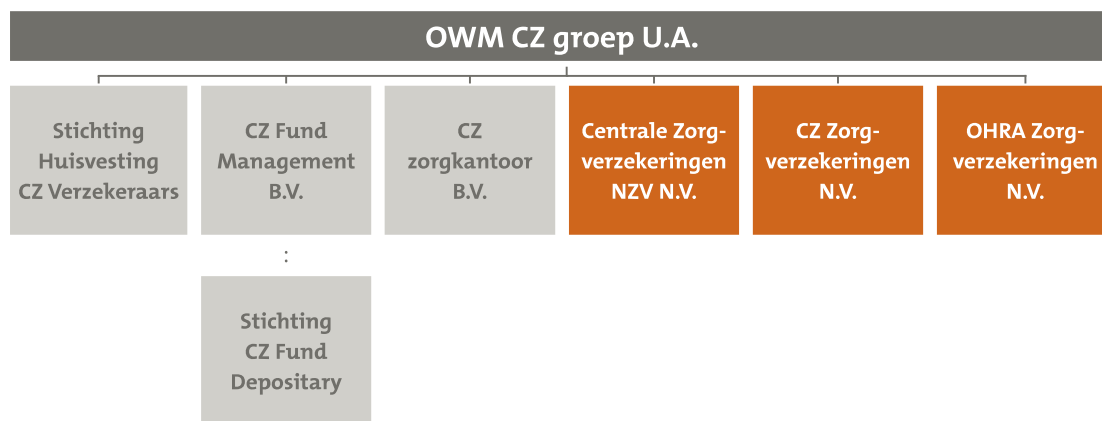 OWM CZ groep U.A.
Stichting
Huisvesting
CZ Verzekeraars
CZ Fund
Management
B.V.
CZ
zorgkantoor
B.V.
Centrale Zorg-
verzekeringen
NZV N.V.
CZ Zorg-
verzekeringen
N.V.
OHRA Zorg-
verzekeringen
N.V.
:
Stichting
CZ Fund
Depositary